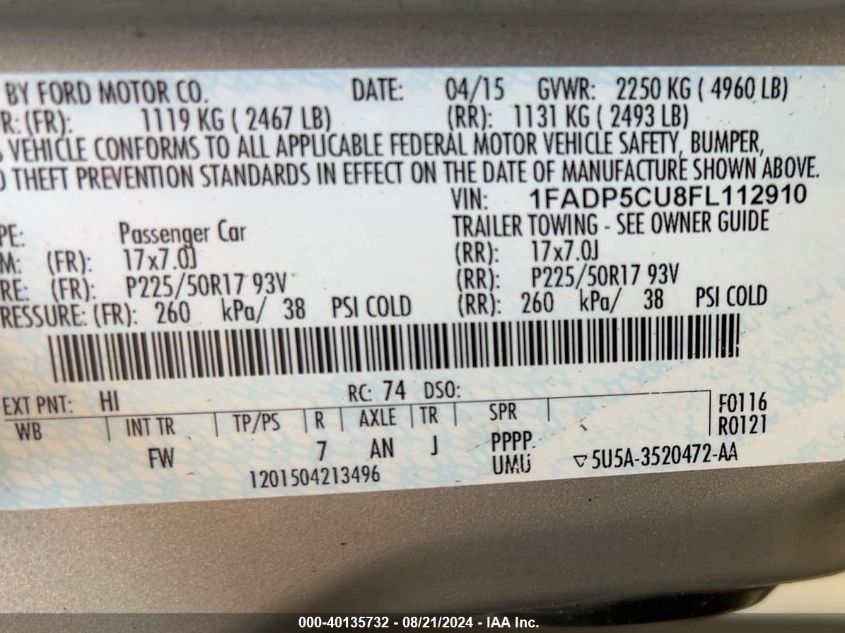 BY FORD MOTOR CO. DATE: 04/15 GVWR: 2250 KG ( 4960 LB)
R: (FR): 1119 KG ( 2467 LB) (RR): 1131 KG ( 2493 LB)
VEHICLE CONFORMS TO ALL APPLICABLE FEDERAL MOTOR VEHICLE SAFETY, BUMPER,
THEFT PREVENTION STANDARDS IN EFFECT ON THE DATE OF MANUFACTURE SHOWN ABOVE.
VIN: 1FADP5CU8FL112910
PE: Passenger Car TRAILER TOWING - SEE OWNER GUIDE
M: (FR): 17x7.0J (RR): 17x7.0J
RE: (FR): P225/50R17 93V (RR): P225/50R17 93V
RESSURE: (FR): 260 kPa/ 38 PSI COLD (RR): 260 kPa/ 38 PSI COLD
EXT PNT: HI RC: 74 DSO:
WB INT TR TP/PS R AXLE TR SPR F0116
R0121
FW 7 AN J PPPP
UMU ▽5U5A-3520472-AA
1201504213496
000-40135732 - 08/21/2024 - IAA Inc.